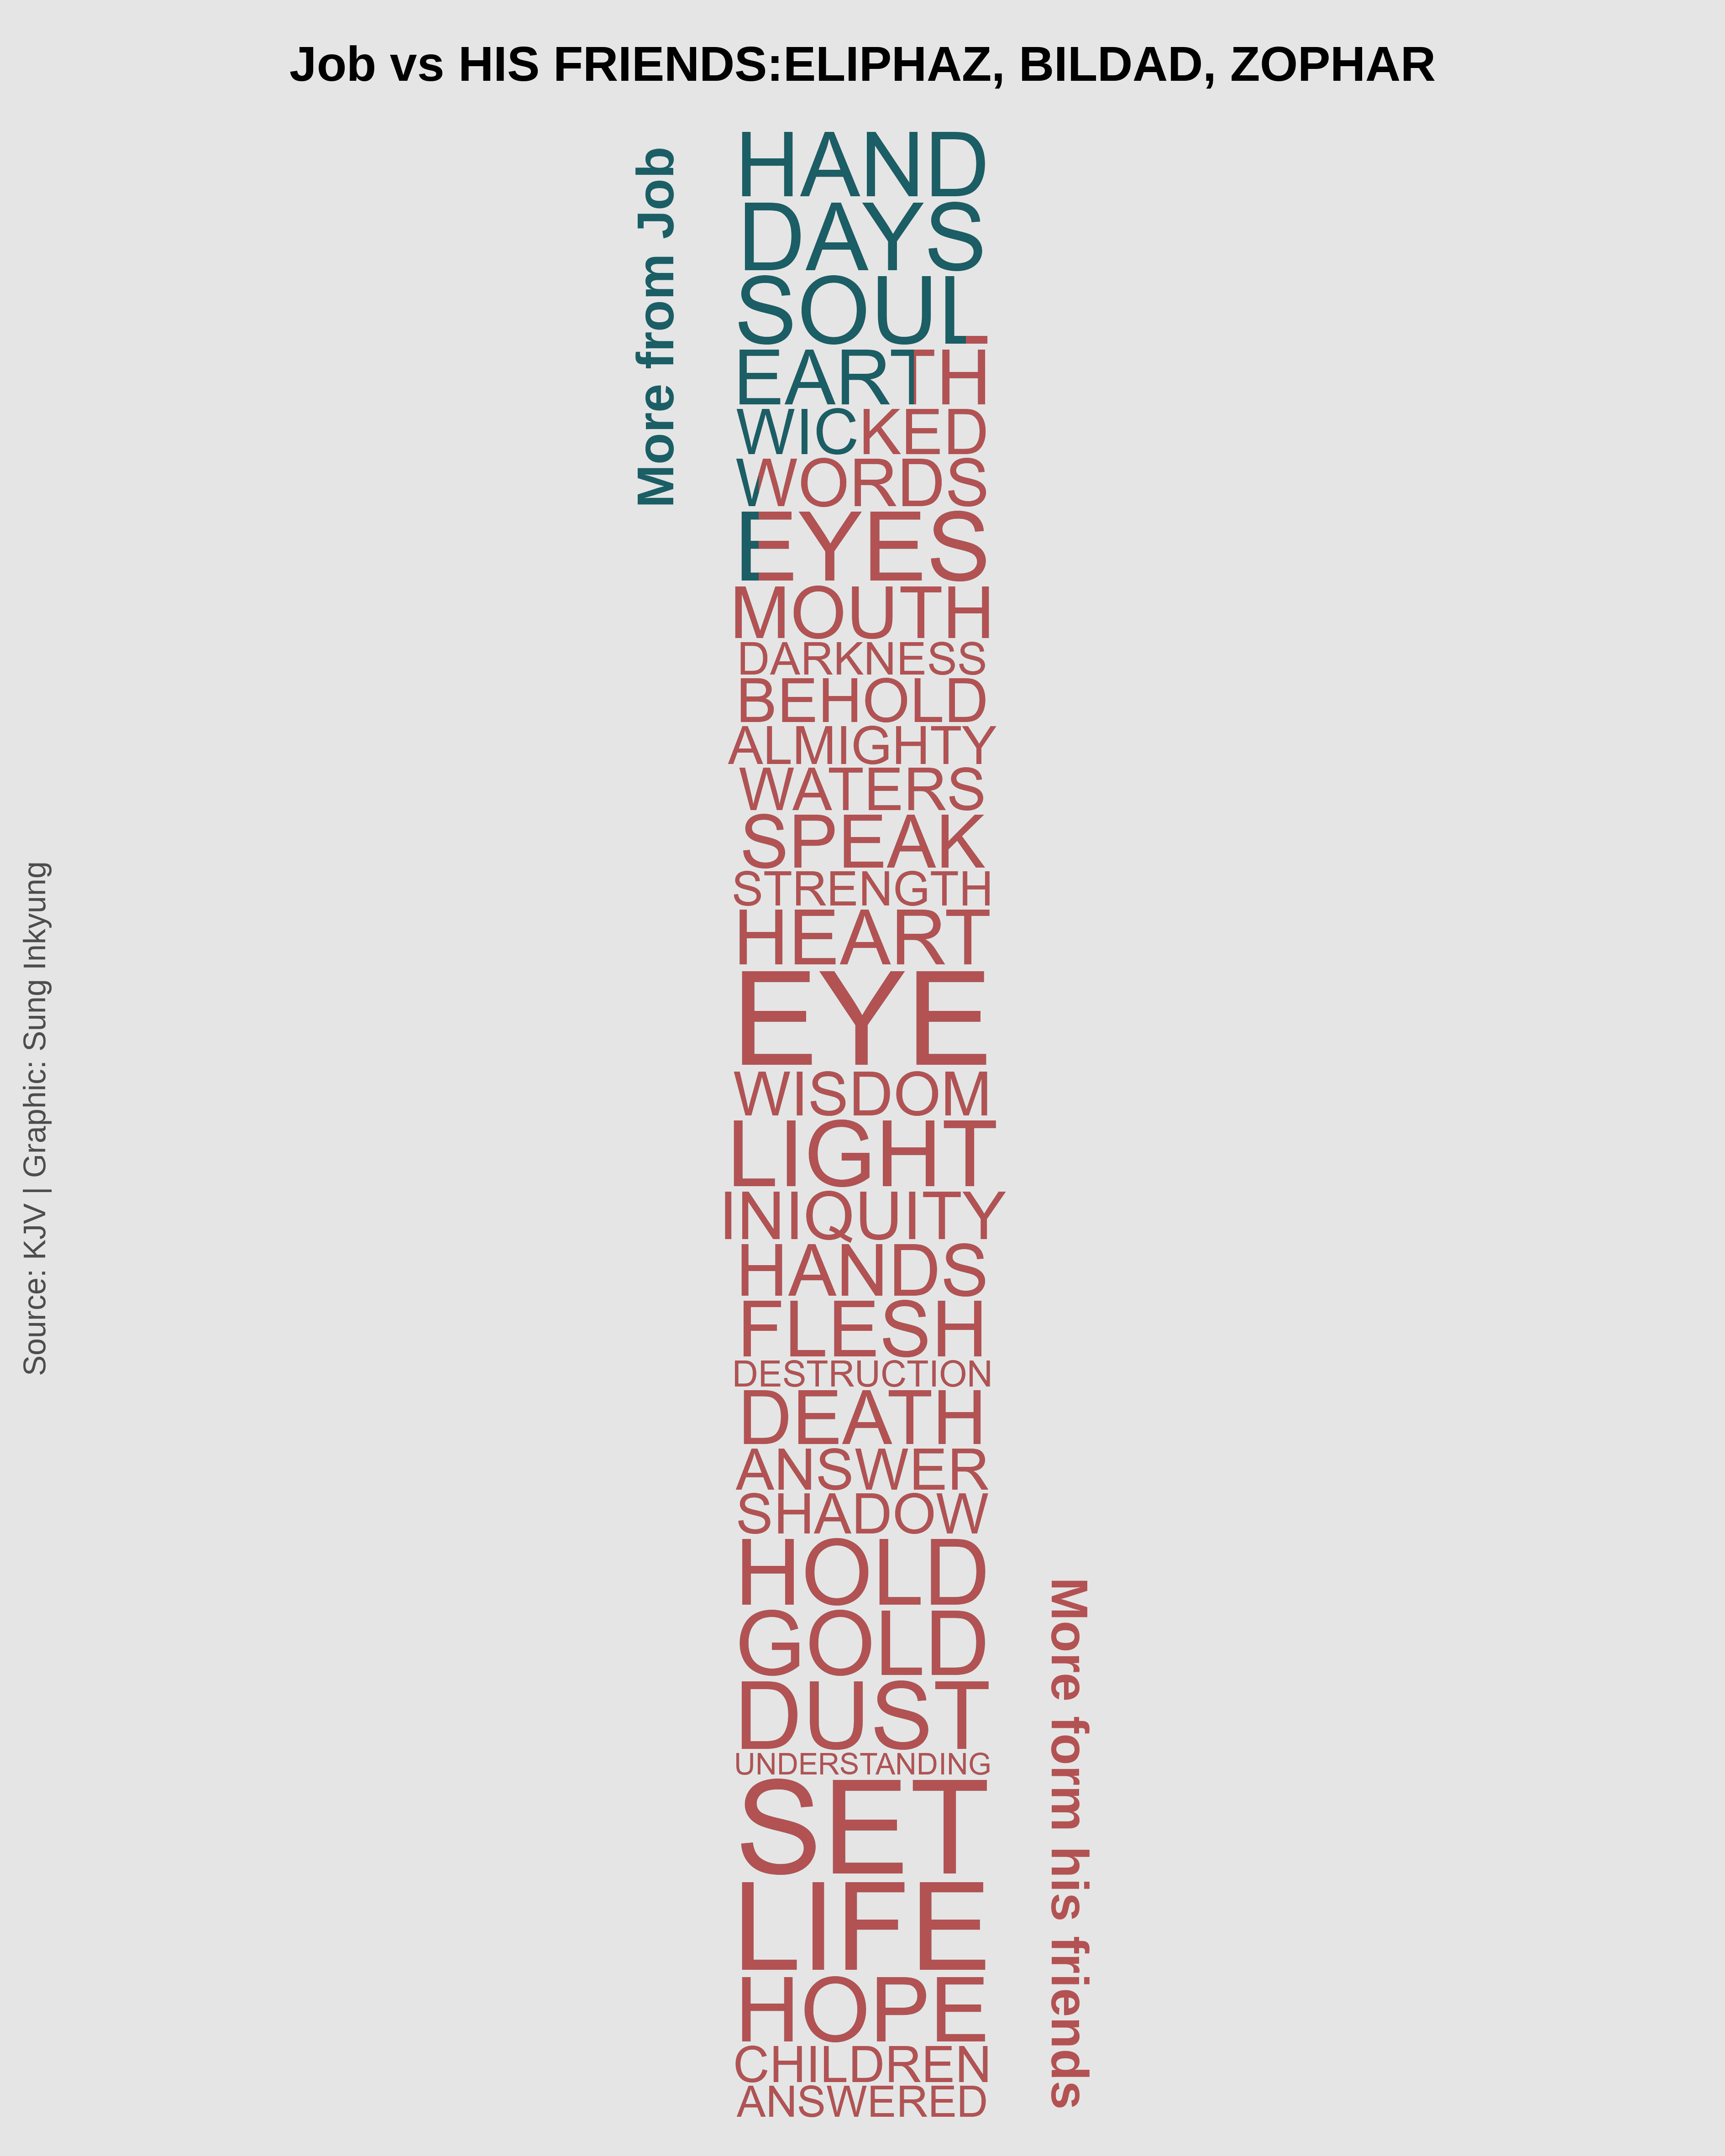 Job vs HIS FRIENDS:ELIPHAZ, BILDAD, ZOPHAR
More from Job
HAND
DAYS
SOUL
EARTH
WICKED
WORDS
EYES
MOUTH
DARKNESS
BEHOLD
ALMIGHTY
WATERS
SPEAK
STRENGTH
HEART
EYE
WISDOM
LIGHT
INIQUITY
HANDS
FLESH
DESTRUCTION
DEATH
ANSWER
SHADOW
HOLD
GOLD
DUST
UNDERSTANDING
SET
LIFE
HOPE
CHILDREN
ANSWERED
More form his friends
Source: KJV | Graphic: Sung Inkyung